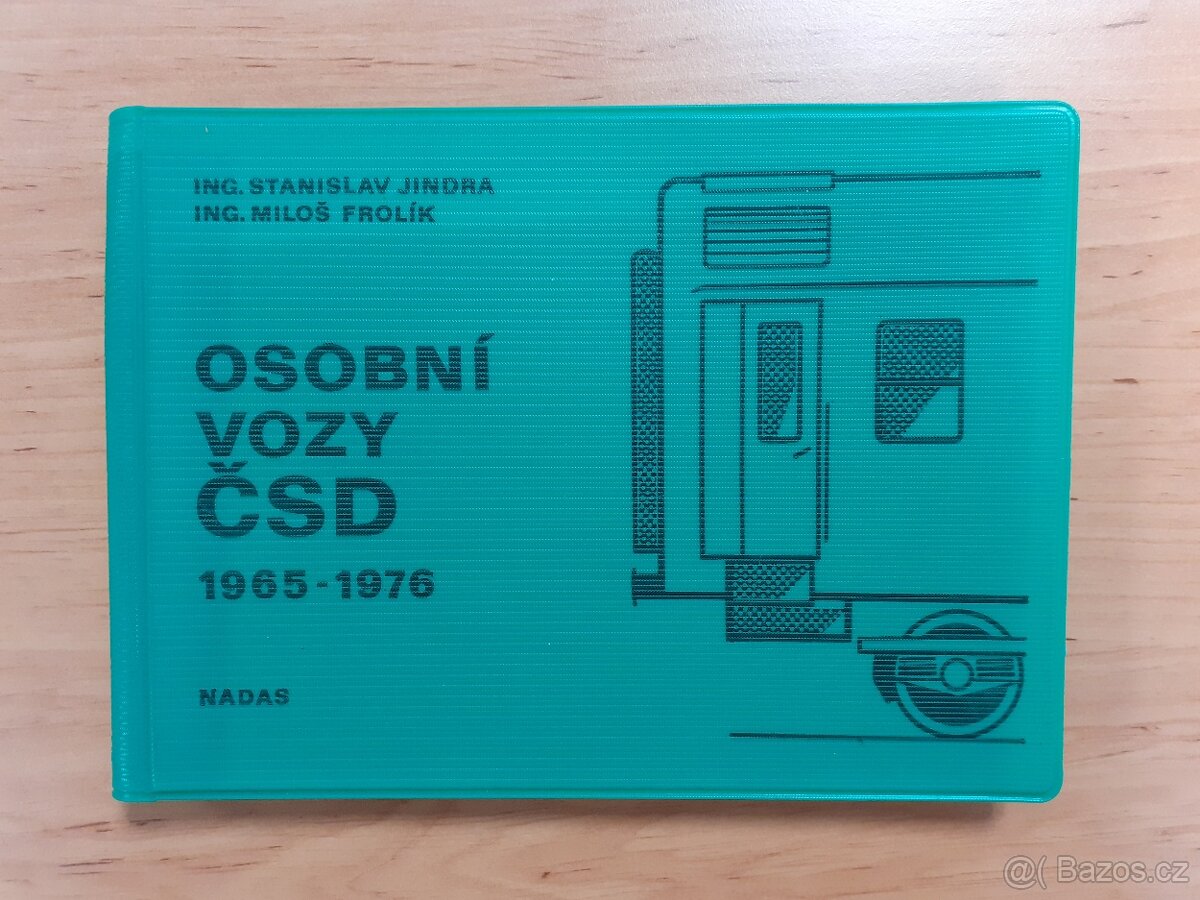 ING. STANISLAV JINDRA
ING. MILOŠ FROLÍK
OSOBNÍ
VOZY
ČSD
1965-1976
NADAS
@( Bazos.cz